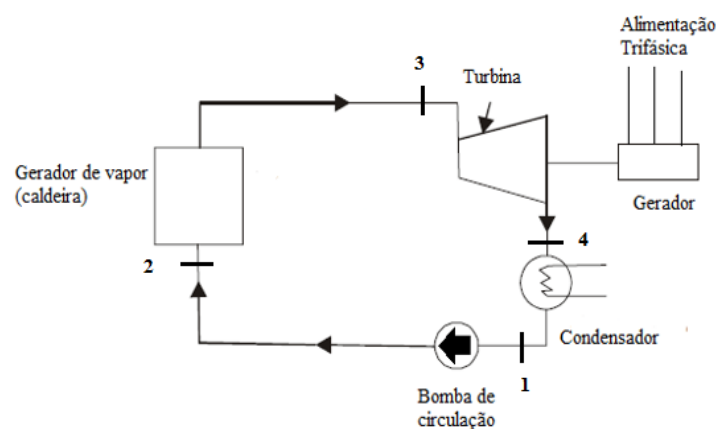 Alimentação
Trifásica
3
Turbina
Gerador de vapor
(caldeira)
Gerador
4
2
Condensador
1
Bomba de
circulação